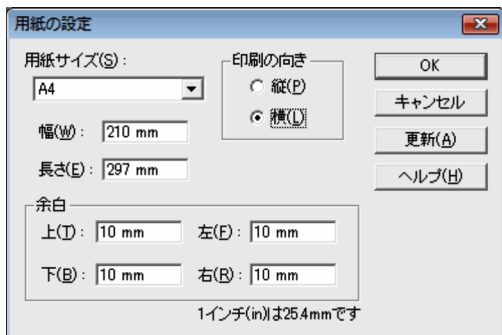 用紙の設定
用紙サイズ(S):
A4
幅(W): 210 mm
長さ(E): 297 mm
印刷の向き
縦(P)
横(L)
OK
キャンセル
更新(A)
ヘルプ(H)
余白
上(T): 10 mm 左(F): 10 mm
下(B): 10 mm 右(R): 10 mm
1インチ(in)は25.4mmです